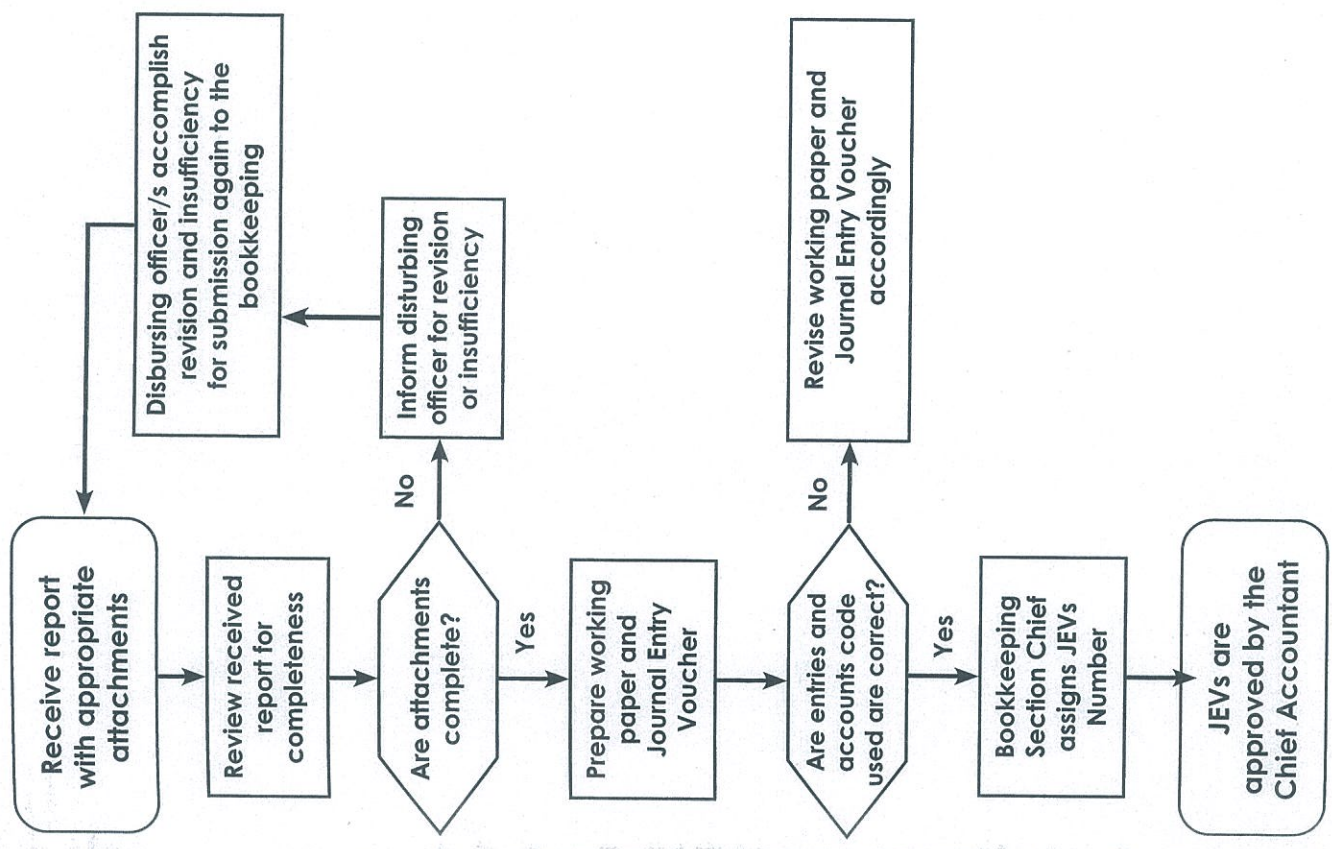 Receive report
with appropriate
attachments
Review received
report for
completeness
Are attachments
complete?
No
Inform disturbing
officer for revision
or insufficiency
Disbursing officer/s accomplish
revision and insufficiency
for submission again to the
bookkeeping
Yes
Prepare working
paper and
Journal Entry
Voucher
Are entries and
accounts code
used are correct?
No
Revise working paper and
Journal Entry Voucher
accordingly
Yes
Bookkeeping
Section Chief
assigns JEVs
Number
JEVs are
approved by the
Chief Accountant